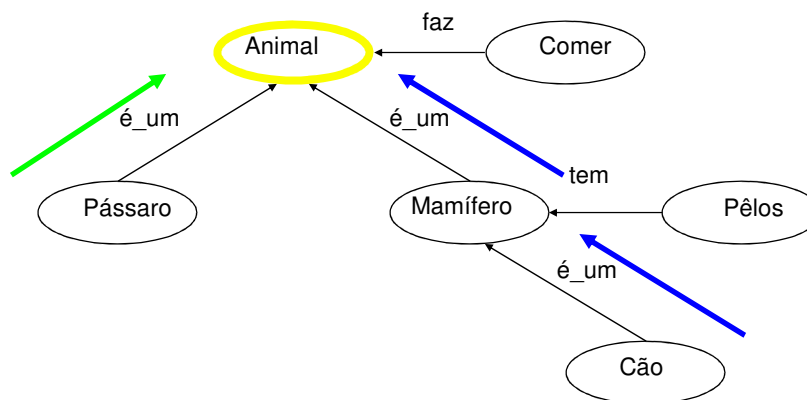 faz
Animal
Comer
é_um
é_um
tem
Pássaro
Mamífero
Pêlos
é_um
Cão